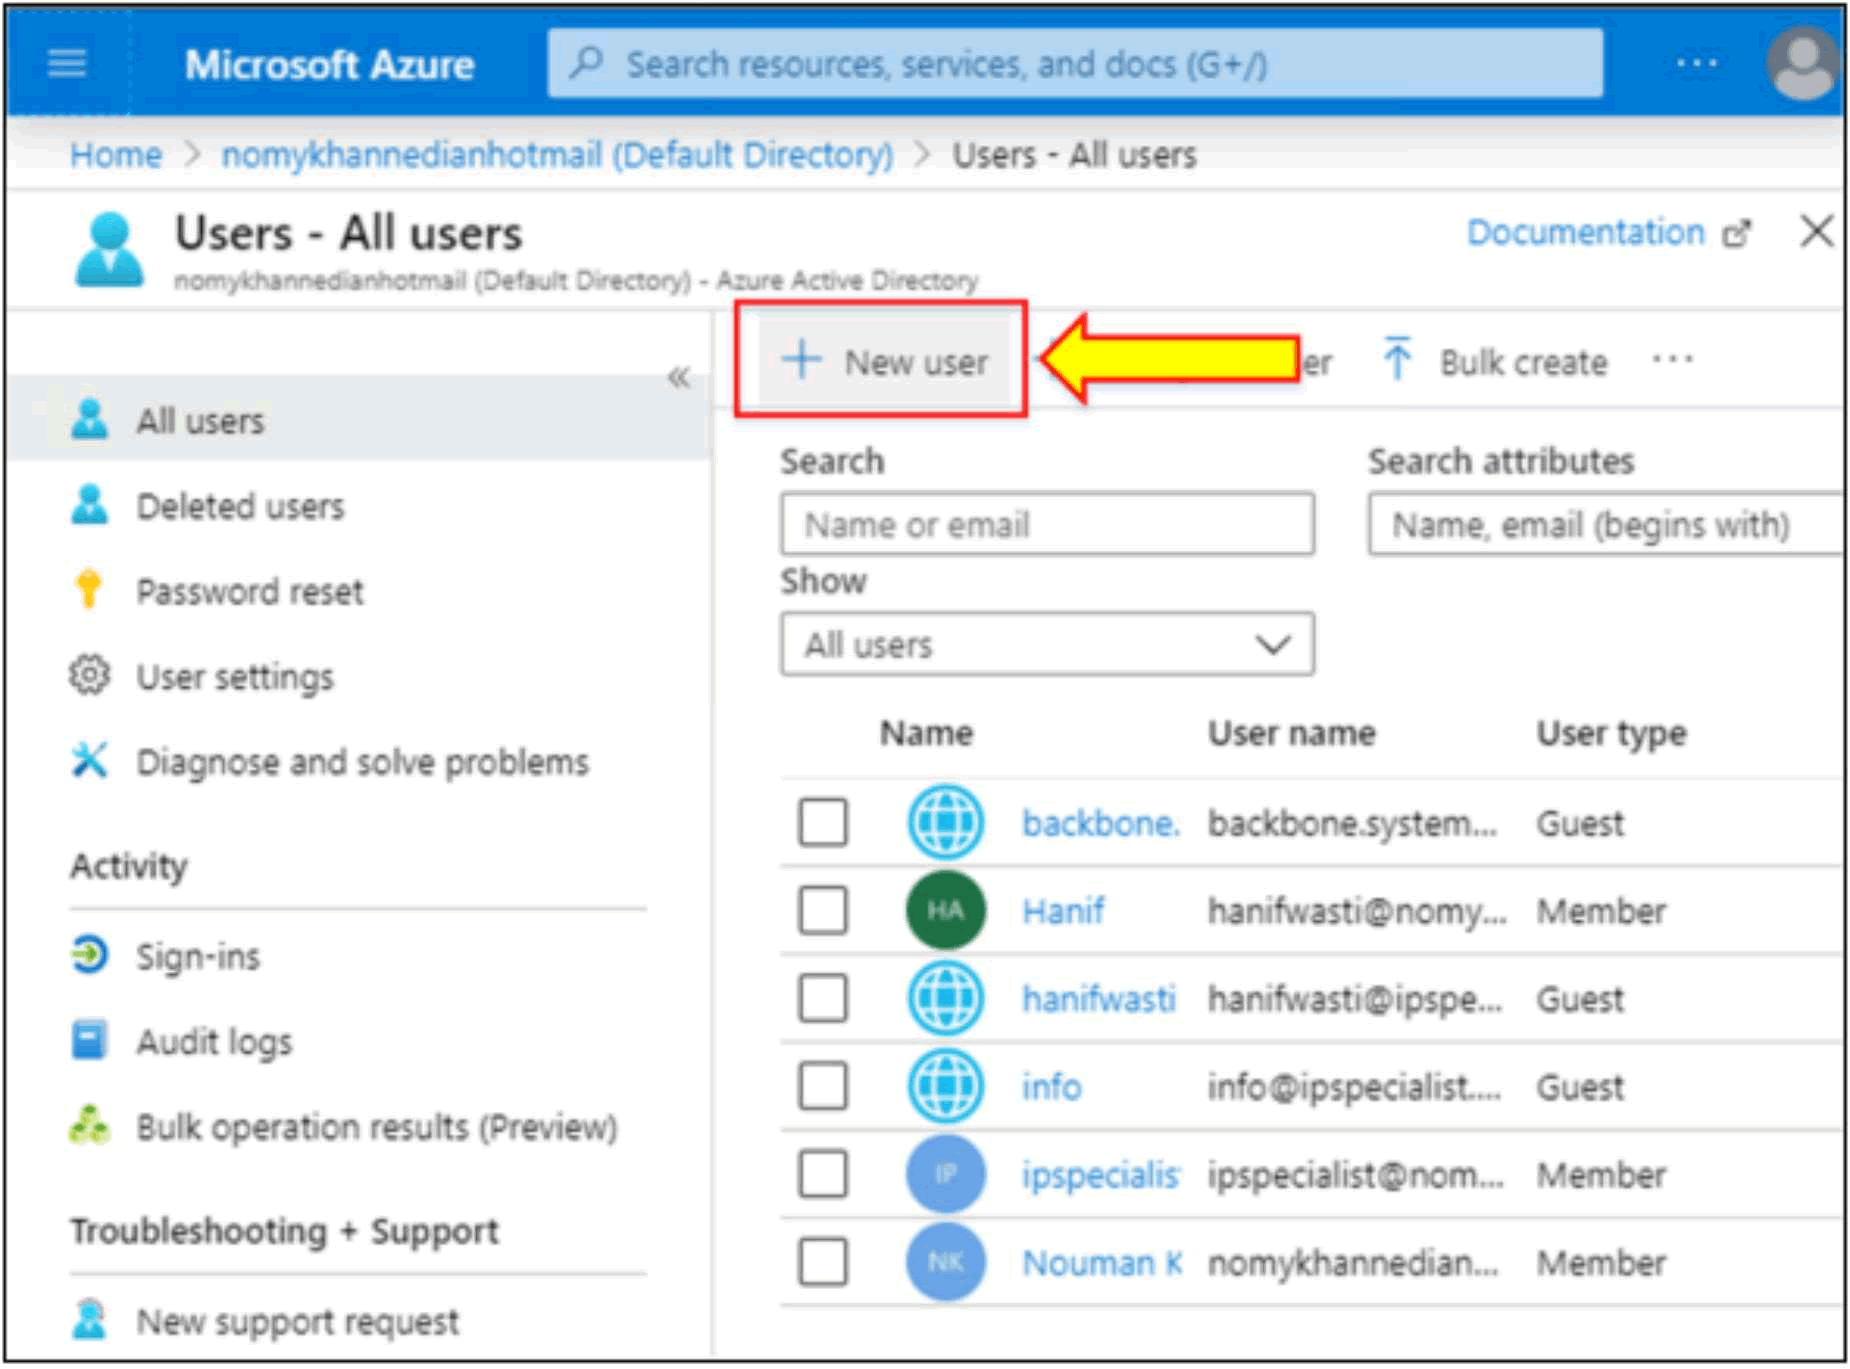 Microsoft Azure
Search resources, services, and docs (G+/)
Home > nomykhannedianhotmail (Default Directory) > Users - All users
Users - All users
Documentation
nomykhannedianhotmail (Default Directory) - Azure Active Directory
+ New user
er
Bulk create
«
All users
Deleted users
Password reset
User settings
Diagnose and solve problems
Activity
Sign-ins
Audit logs
Bulk operation results (Preview)
Troubleshooting + Support
New support request
Search
Name or email
Search attributes
Name, email (begins with)
Show
All users
Name User name User type
backbone. backbone.system... Guest
HA Hanif hanifwasti@nomy... Member
hanifwasti hanifwasti@ipspe... Guest
info info@ipspecialist.... Guest
IP ipspecialis ipspecialist@nom... Member
NK Nouman K nomykhannedian... Member